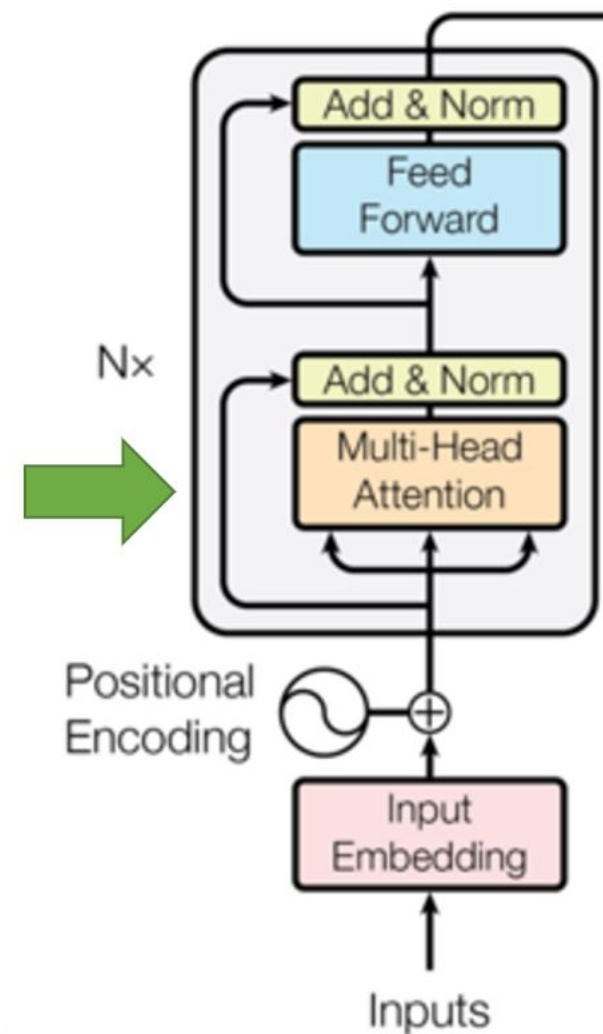 Add & Norm
Feed
Forward
Nx
Add & Norm
Multi-Head
Attention
Positional
Encoding
Input
Embedding
Inputs